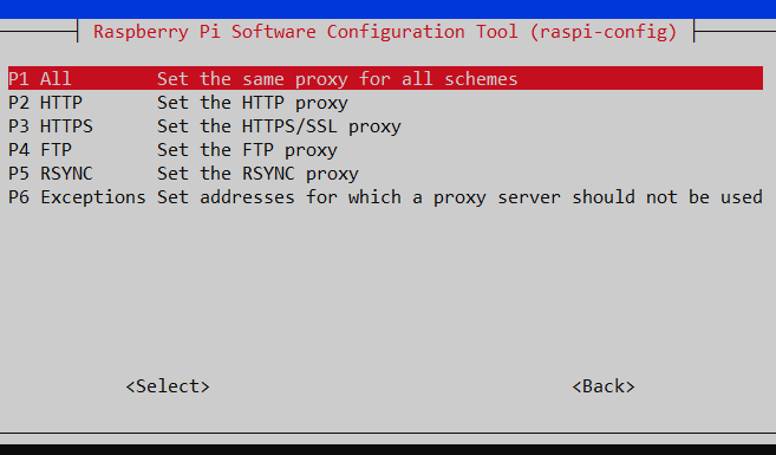 Raspberry Pi Software Configuration Tool (raspi-config)
P1 All Set the same proxy for all schemes
P2 HTTP Set the HTTP proxy
P3 HTTPS Set the HTTPS/SSL proxy
P4 FTP Set the FTP proxy
P5 RSYNC Set the RSYNC proxy
P6 Exceptions Set addresses for which a proxy server should not be used
<Select> <Back>